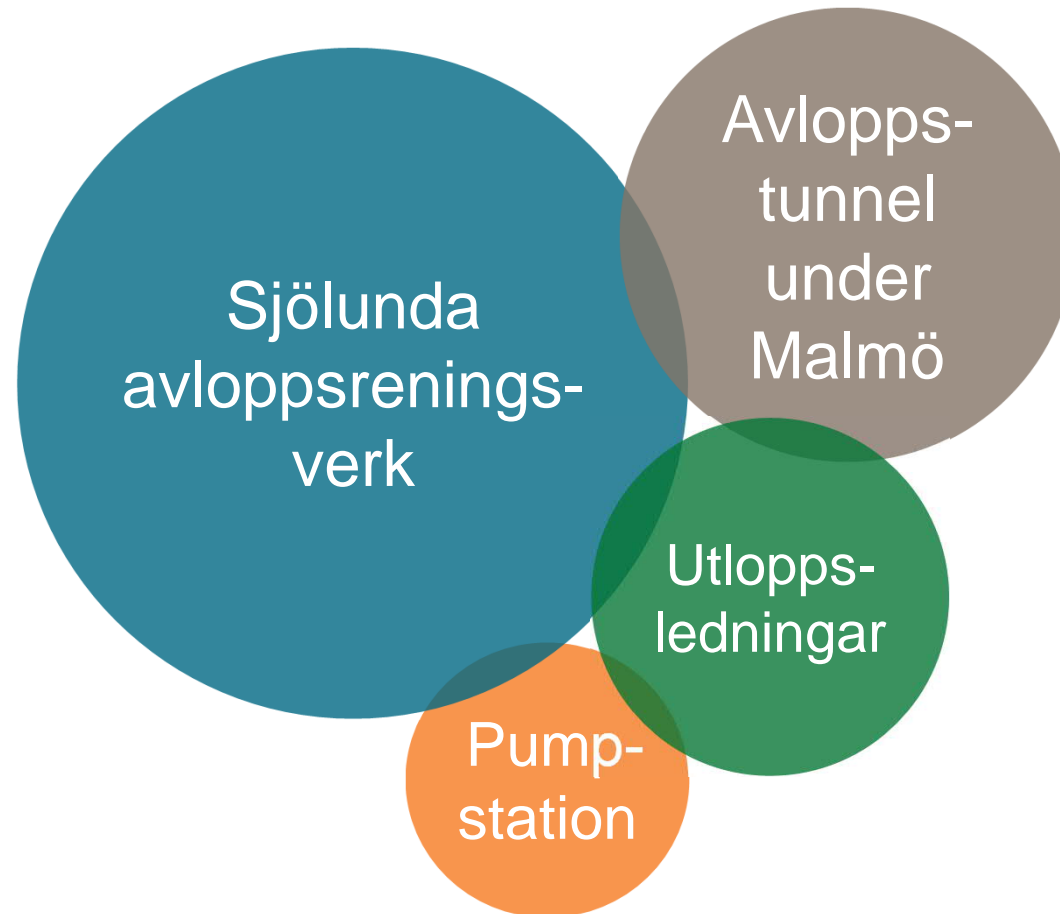 Sjölunda
avloppsrenings-
verk
Avlopps-
tunnel
under
Malmö
Utlopps-
ledningar
Pump-
station